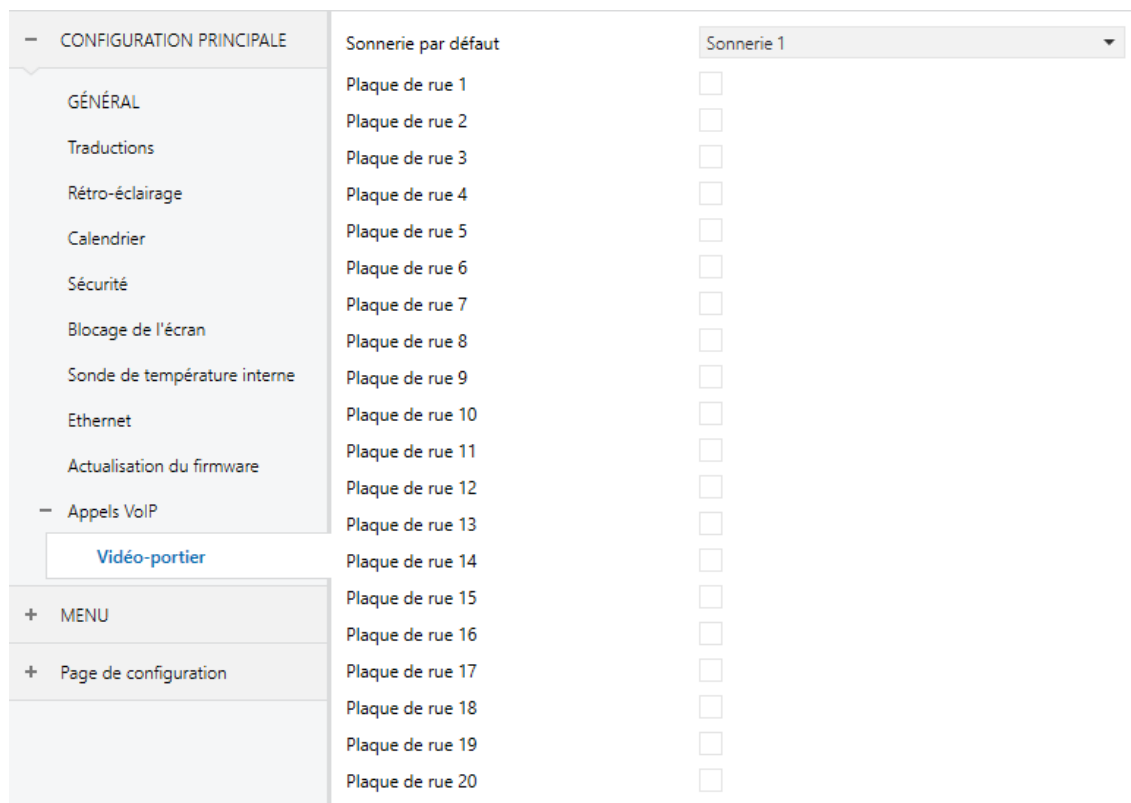 CONFIGURATION PRINCIPALE
GÉNÉRAL
Traductions
Rétro-éclairage
Calendrier
Sécurité
Blocage de l'écran
Sonde de température interne
Ethernet
Actualisation du firmware
Appels VoIP
Vidéo-portier
MENU
Page de configuration
Sonnerie par défaut Sonnerie 1
Plaque de rue 1
Plaque de rue 2
Plaque de rue 3
Plaque de rue 4
Plaque de rue 5
Plaque de rue 6
Plaque de rue 7
Plaque de rue 8
Plaque de rue 9
Plaque de rue 10
Plaque de rue 11
Plaque de rue 12
Plaque de rue 13
Plaque de rue 14
Plaque de rue 15
Plaque de rue 16
Plaque de rue 17
Plaque de rue 18
Plaque de rue 19
Plaque de rue 20